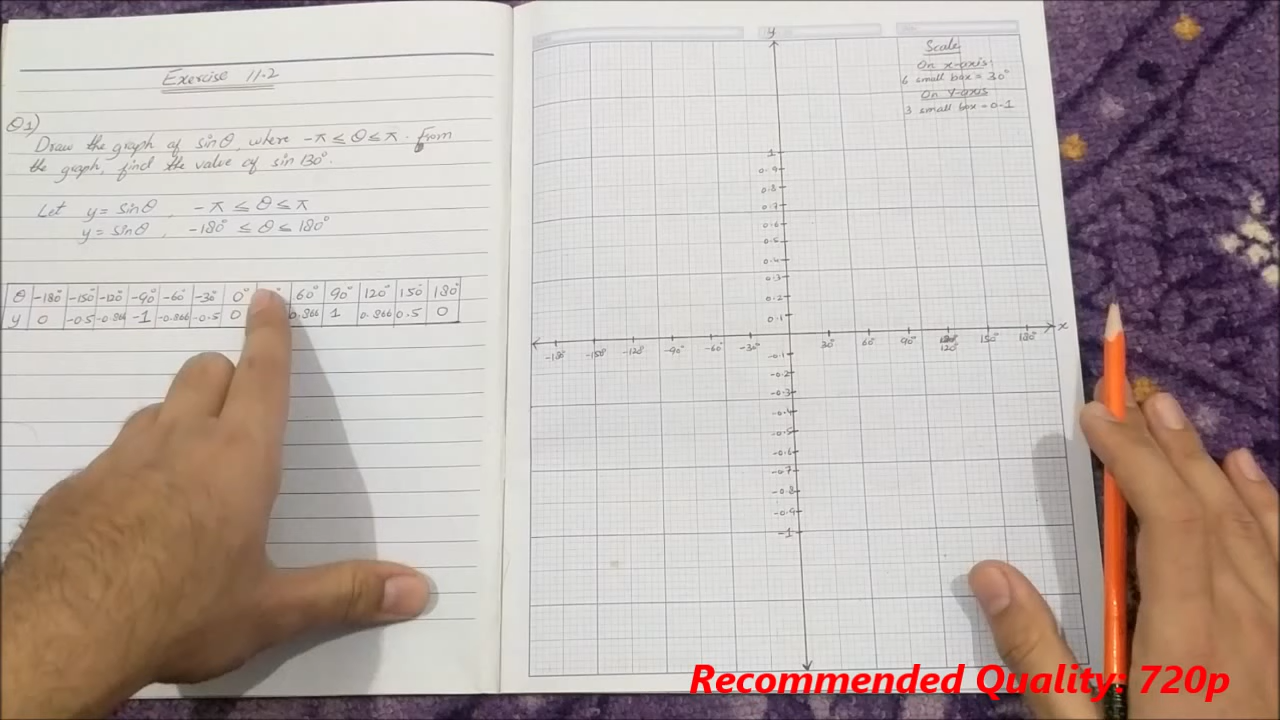 Exercise 11.2
Q1)
Draw the graph of sinθ, where -π ≤ θ ≤ π. From
the graph, find the value of sin 130°.
Let y = sinθ , -π ≤ θ ≤ π
y = sinθ , -180° ≤ θ ≤ 180°
θ -180° -150° -120° -90° -60° -30° 0° 60° 90° 120° 150° 180°
y 0 -0.5 -0.866 -1 -0.866 -0.5 0 0.866 1 0.866 0.5 0
y
Scale
On x-axis
6 small box = 30°
On Y-axis
3 small box = 0.1
1
0.9
0.8
0.7
0.6
0.5
0.4
0.3
0.2
0.1
x
-180° -150° -120° -90° -60° -30° 30° 60° 90° 120° 150° 180°
-0.1
-0.2
-0.3
-0.4
-0.5
-0.6
-0.7
-0.8
-0.9
-1
Recommended Quality: 720p